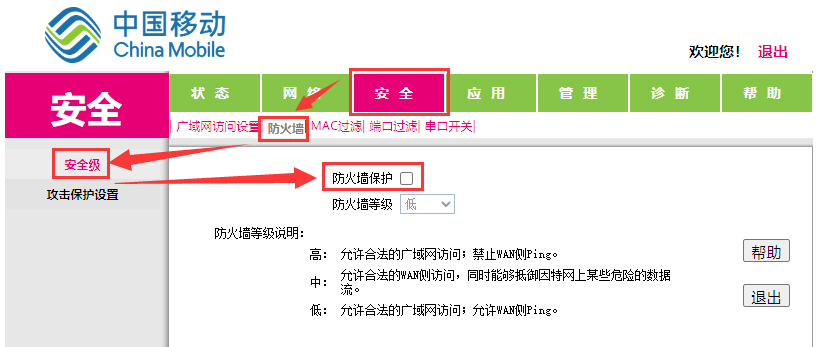 中国移动
China Mobile
欢迎您! 退出
安全
状态 网络 安全 应用 管理 诊断 帮助
| 广域网访问设置| 防火墙 |MAC过滤| 端口过滤| 串口开关|
安全级
攻击保护设置
防火墙保护
防火墙等级 低
防火墙等级说明:
高: 允许合法的广域网访问;禁止WAN侧Ping。
中: 允许合法的WAN侧访问,同时能够抵御因特网上某些危险的数据
流。
低: 允许合法的广域网访问;允许WAN侧Ping。
帮助
退出